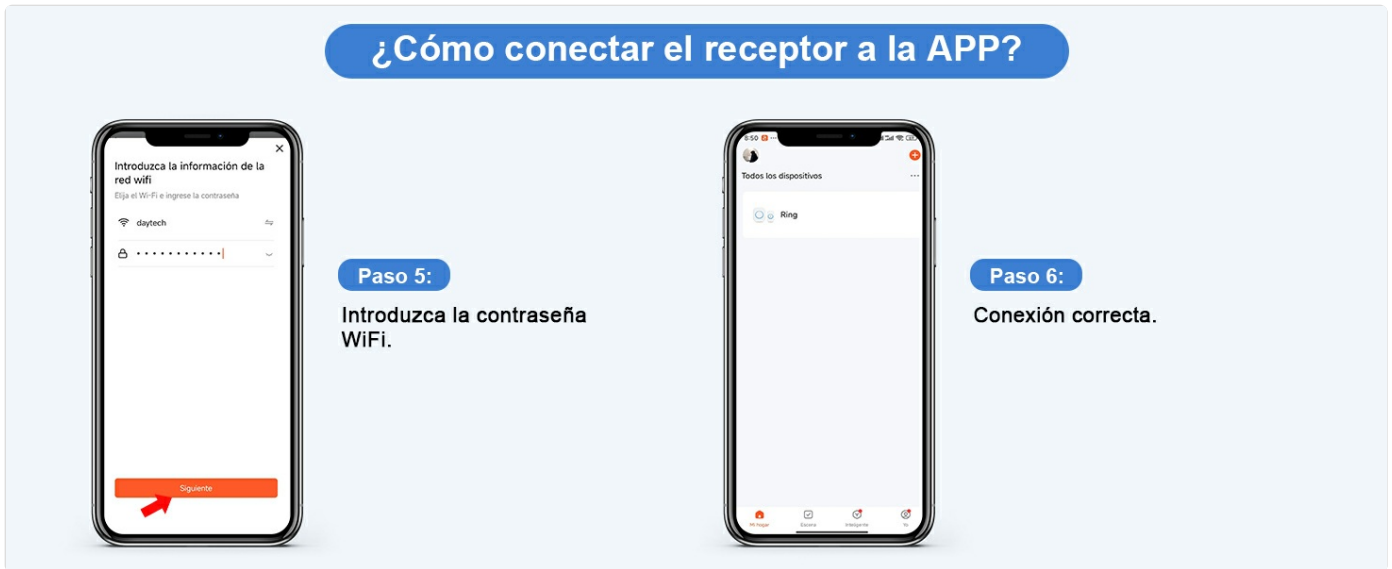 ¿Cómo conectar el receptor a la APP?
Introduzca la información de la
red wifi
Elija el Wi-Fi e ingrese la contraseña
daytech
Siguiente
Paso 5:
Introduzca la contraseña
WiFi.
8:50
Todos los dispositivos
Ring
Mi hogar
Escena
Inteligente
Yo
Paso 6:
Conexión correcta.